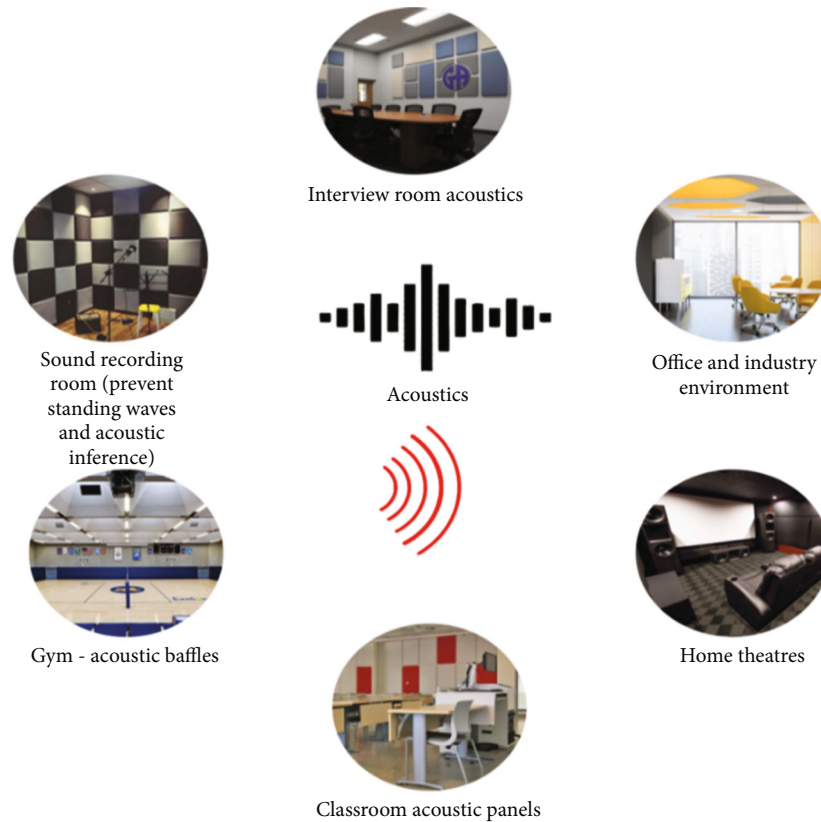 GA
Interview room acoustics
Sound recording
room (prevent
standing waves
and acoustic
inference)
Acoustics
Office and industry
environment
Gym - acoustic baffles
Home theatres
Classroom acoustic panels